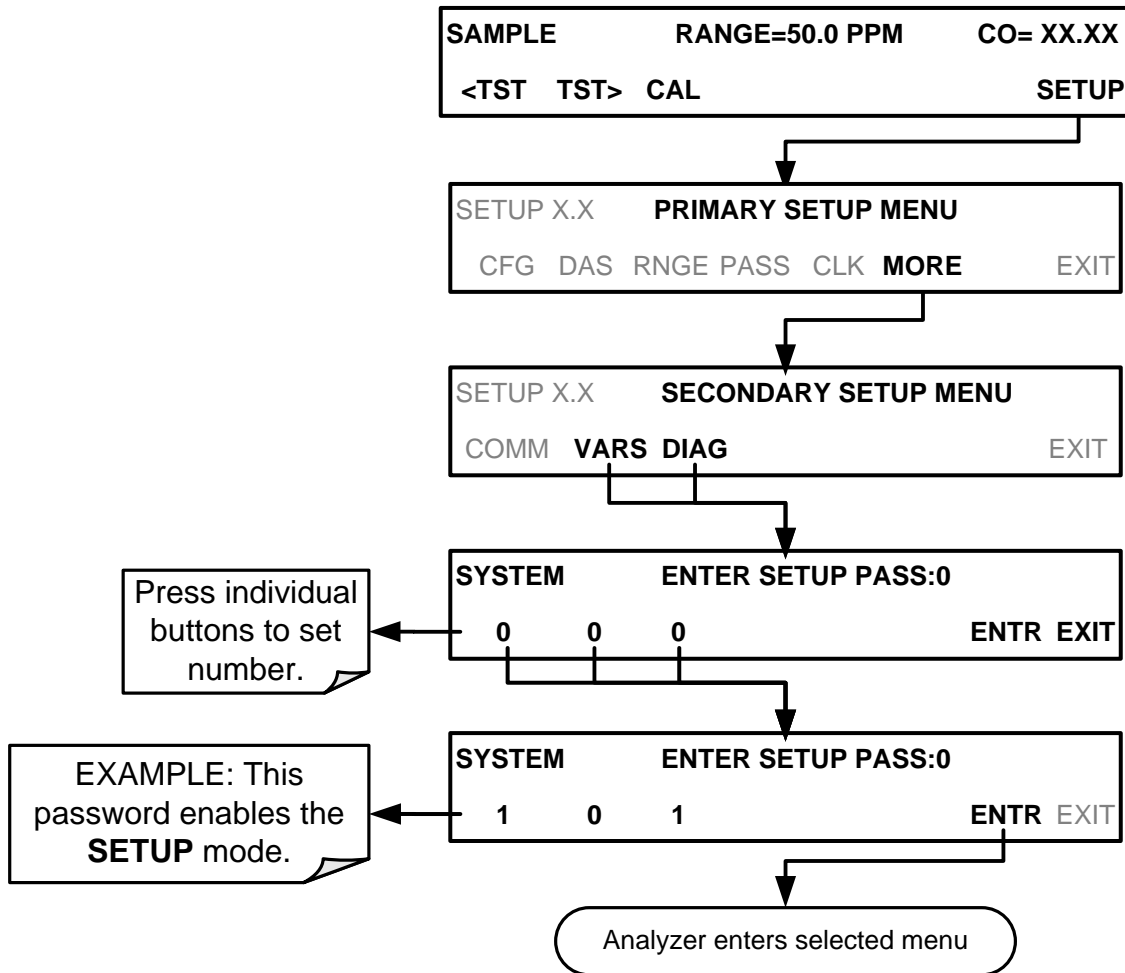 SAMPLE RANGE=50.0 PPM CO= XX.XX
<TST TST> CAL SETUP
SETUP X.X PRIMARY SETUP MENU
CFG DAS RNGE PASS CLK MORE EXIT
SETUP X.X SECONDARY SETUP MENU
COMM VARS DIAG EXIT
SYSTEM ENTER SETUP PASS:0
0 0 0 ENTR EXIT
Press individual
buttons to set
number.
SYSTEM ENTER SETUP PASS:0
1 0 1 ENTR EXIT
EXAMPLE: This
password enables the
SETUP mode.
Analyzer enters selected menu